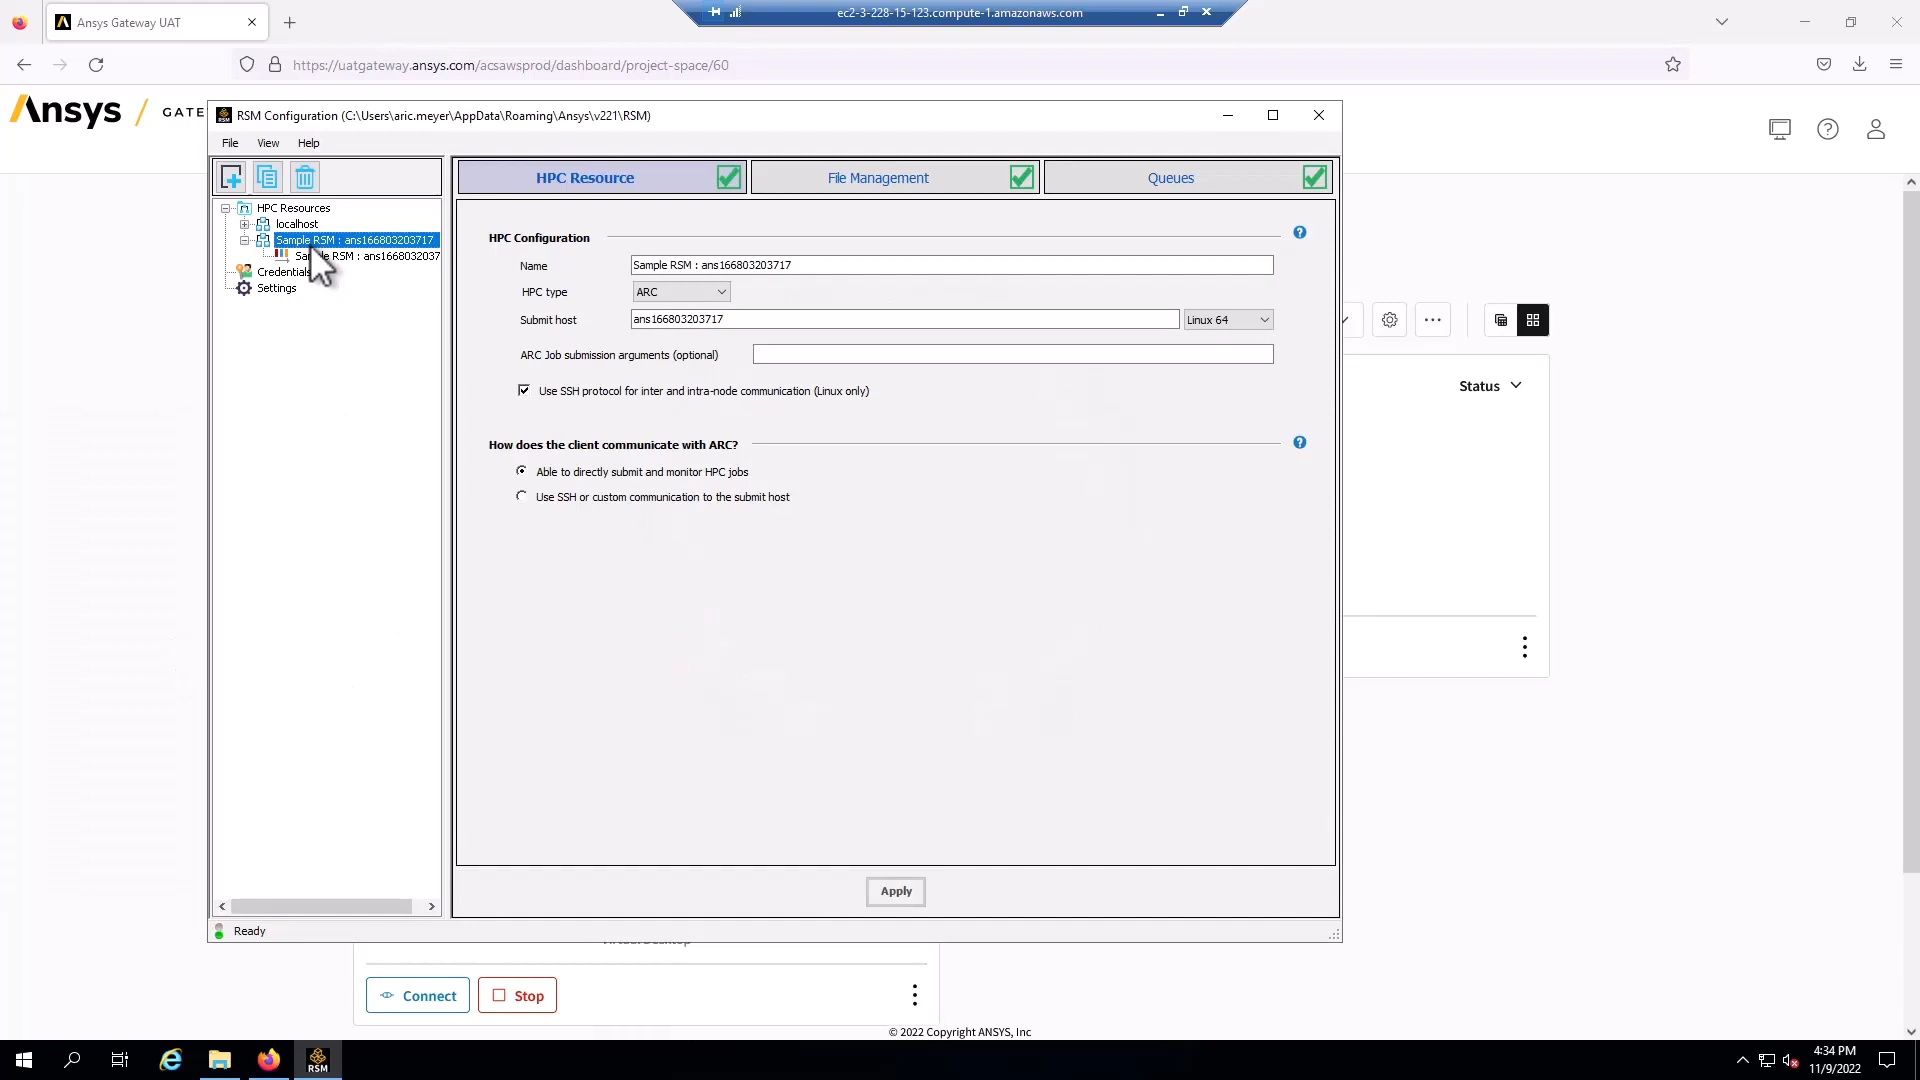 Ansys Gateway UAT
ec2-3-228-15-123.compute-1.amazonaws.com
https://uatgateway.ansys.com/acsawsprod/dashboard/project-space/60
Ansys / GATE
RSM Configuration (C:\Users\aric.meyer\AppData\Roaming\Ansys\v221\RSM)
File View Help
HPC Resource File Management Queues
HPC Resources
localhost
Sample RSM : ans166803203717
Sample RSM : ans1668032037
Credentials
Settings
HPC Configuration
Name Sample RSM : ans166803203717
HPC type ARC
Submit host ans166803203717 Linux 64
ARC Job submission arguments (optional)
Use SSH protocol for inter and intra-node communication (Linux only)
How does the client communicate with ARC?
Able to directly submit and monitor HPC jobs
Use SSH or custom communication to the submit host
Status
Apply
Ready
Connect Stop
© 2022 Copyright ANSYS, Inc
RSM
4:34 PM
11/9/2022